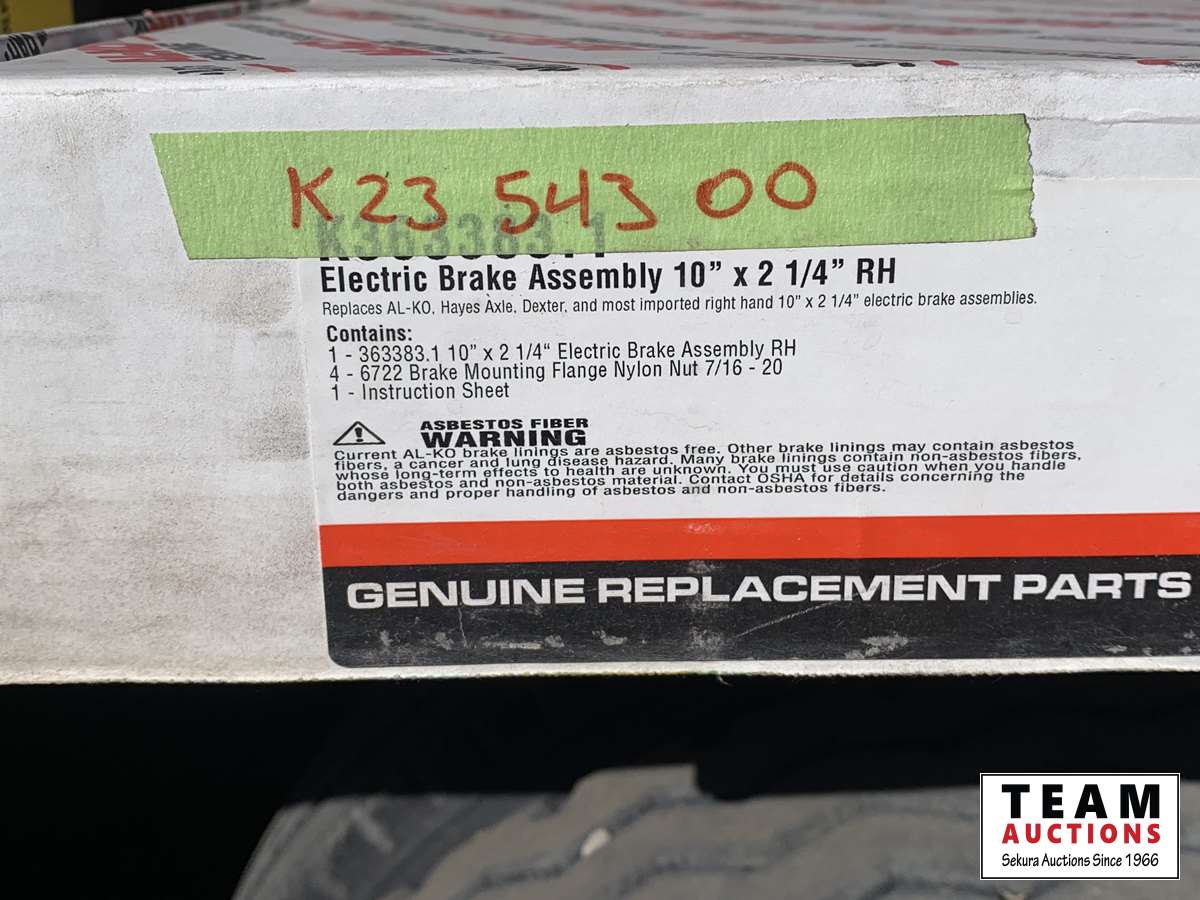 K23 543 00
K363383.1
Electric Brake Assembly 10" x 2 1/4" RH
Replaces AL-KO, Hayes Axle, Dexter, and most imported right hand 10" x 2 1/4" electric brake assemblies.
Contains:
1 - 363383.1 10" x 2 1/4" Electric Brake Assembly RH
4 - 6722 Brake Mounting Flange Nylon Nut 7/16 - 20
1 - Instruction Sheet
ASBESTOS FIBER
WARNING
Current AL-KO brake linings are asbestos free. Other brake linings may contain asbestos
fibers, a cancer and lung disease hazard. Many brake linings contain non-asbestos fibers,
whose long-term effects to health are unknown. You must use caution when you handle
both asbestos and non-asbestos material. Contact OSHA for details concerning the
dangers and proper handling of asbestos and non-asbestos fibers.
GENUINE REPLACEMENT PARTS
TEAM
AUCTIONS
Sekura Auctions Since 1966